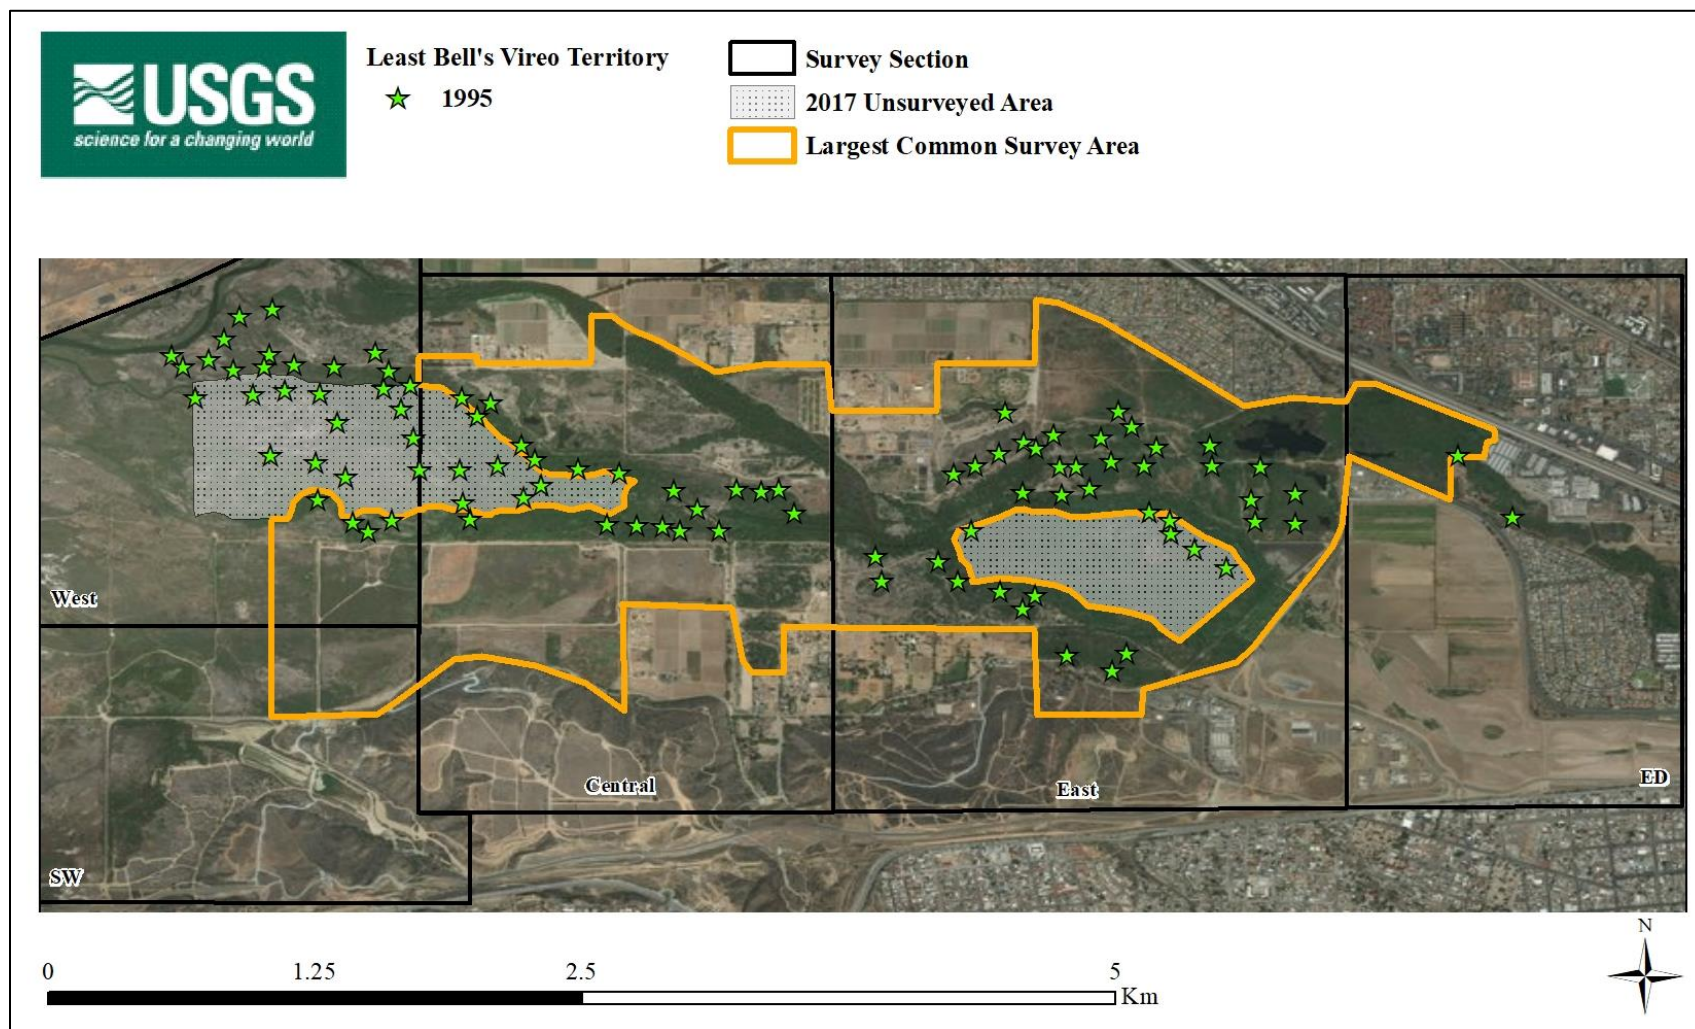 USGS
science for a changing world
Least Bell's Vireo Territory
1995
Survey Section
2017 Unsurveyed Area
Largest Common Survey Area
West
Central
East
ED
SW
N
0 1.25 2.5 5
Km